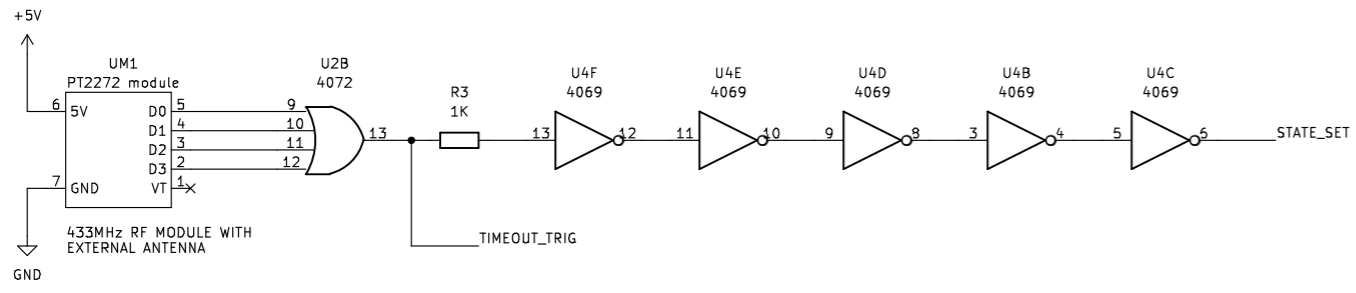 +5V
UM1
PT2272 module
6 5V
D0 5
D1 4
D2 3
D3 2
7 GND
VT 1
433MHz RF MODULE WITH
EXTERNAL ANTENNA
GND
U2B
4072
9
10
11
12
13
TIMEOUT_TRIG
R3
1K
U4F
4069
13 12
U4E
4069
11 10
U4D
4069
9 8
U4B
4069
3 4
U4C
4069
5 6
STATE_SET